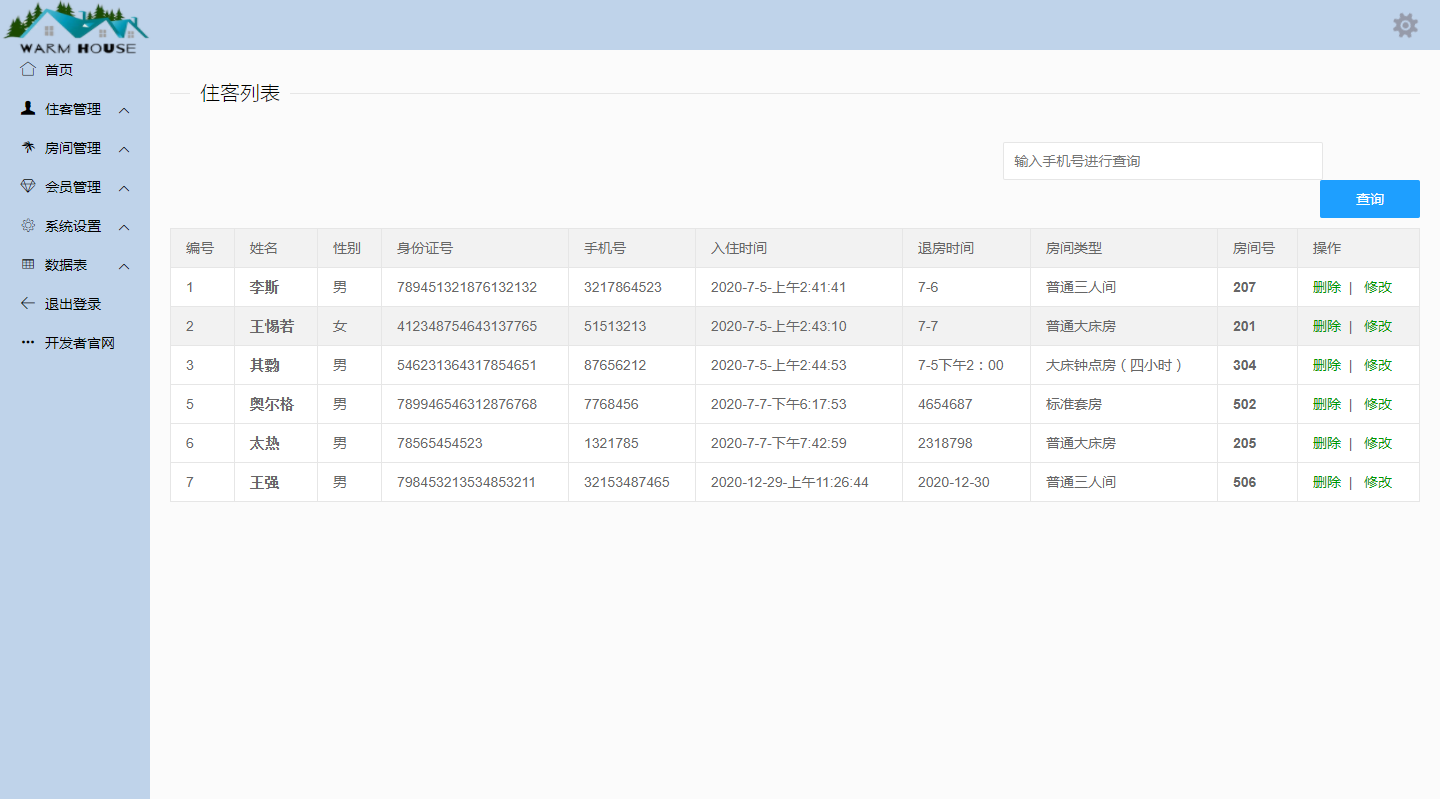 WARM HOUSE
首页
住客管理
房间管理
会员管理
系统设置
数据表
退出登录
开发者官网
住客列表
输入手机号进行查询
查询
编号 姓名 性别 身份证号 手机号 入住时间 退房时间 房间类型 房间号 操作
1 李斯 男 789451321876132132 3217864523 2020-7-5-上午2:41:41 7-6 普通三人间 207 删除 | 修改
2 王惕若 女 412348754643137765 51513213 2020-7-5-上午2:43:10 7-7 普通大床房 201 删除 | 修改
3 其 男 546231364317854651 87656212 2020-7-5-上午2:44:53 7-5下午2：00 大床钟点房（四小时） 304 删除 | 修改
5 奥尔格 男 789946546312876768 7768456 2020-7-7-下午6:17:53 4654687 标准套房 502 删除 | 修改
6 太热 男 78565454523 1321785 2020-7-7-下午7:42:59 2318798 普通大床房 205 删除 | 修改
7 王强 男 798453213534853211 32153487465 2020-12-29-上午11:26:44 2020-12-30 普通三人间 506 删除 | 修改